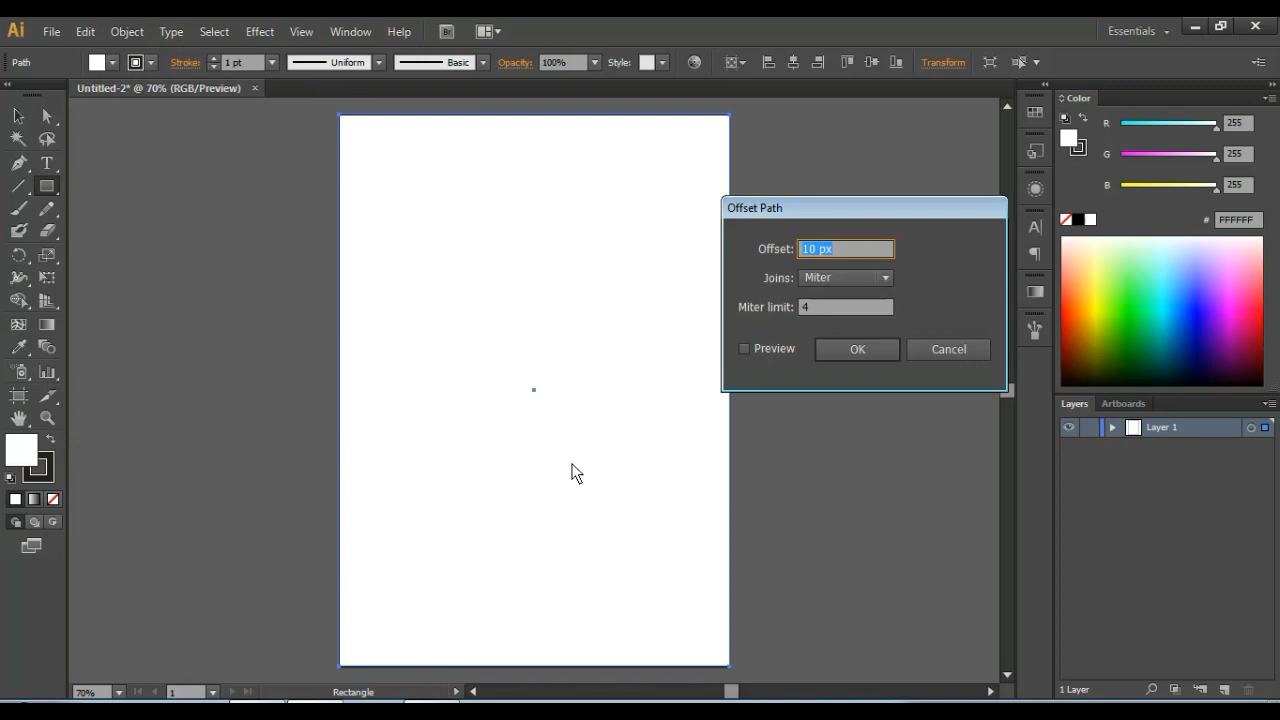 Ai File Edit Object Type Select Effect View Window Help Br Essentials
Path Stroke: 1 pt Uniform Basic Opacity: 100% Style: Transform
Untitled-2* @ 70% (RGB/Preview)
Color
R 255
G 255
B 255
# FFFFFF
Offset Path
Offset: 10 px
Joins: Miter
Miter limit: 4
Preview OK Cancel
Layers Artboards
Layer 1
70% 1 Rectangle
1 Layer